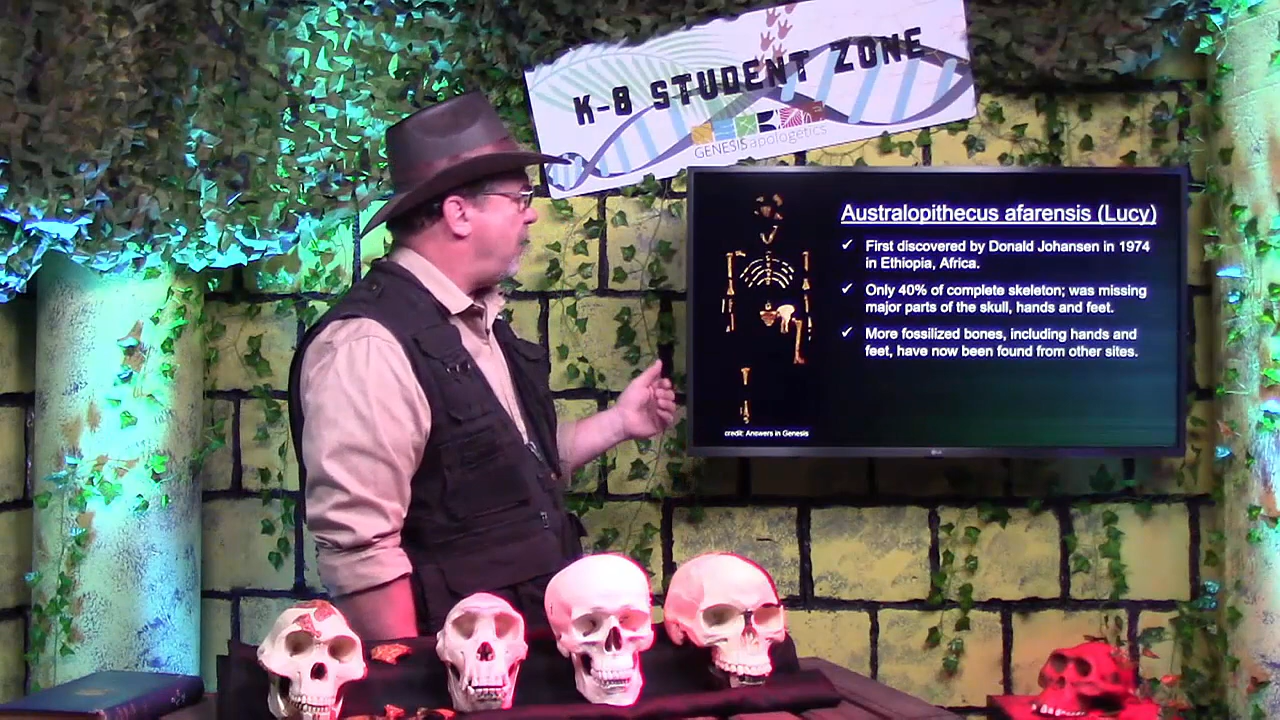 K-8 STUDENT ZONE
GENESIS apologetics
Australopithecus afarensis (Lucy)
✓ First discovered by Donald Johansen in 1974
in Ethiopia, Africa.
✓ Only 40% of complete skeleton; was missing
major parts of the skull, hands and feet.
✓ More fossilized bones, including hands and
feet, have now been found from other sites.
credit: Answers in Genesis
LG